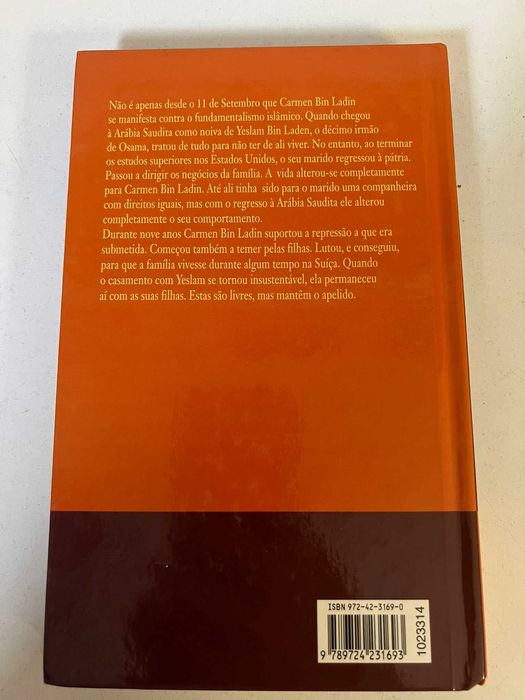 Não é apenas desde o 11 de Setembro que Carmen Bin Ladin
se manifesta contra o fundamentalismo islâmico. Quando chegou
à Arábia Saudita como noiva de Yeslam Bin Laden, o décimo irmão
de Osama, tratou de tudo para não ter de ali viver. No entanto, ao terminar
os estudos superiores nos Estados Unidos, o seu marido regressou à pátria.
Passou a dirigir os negócios da família. A vida alterou-se completamente
para Carmen Bin Ladin. Até ali tinha sido para o marido uma companheira
com direitos iguais, mas com o regresso à Arábia Saudita ele alterou
completamente o seu comportamento.
Durante nove anos Carmen Bin Ladin suportou a repressão a que era
submetida. Começou também a temer pelas filhas. Lutou, e conseguiu,
para que a família vivesse durante algum tempo na Suíça. Quando
o casamento com Yeslam se tornou insustentável, ela permaneceu
aí com as suas filhas. Estas são livres, mas mantêm o apelido.
ISBN 972-42-3169-0
9 789724 231693
1023314